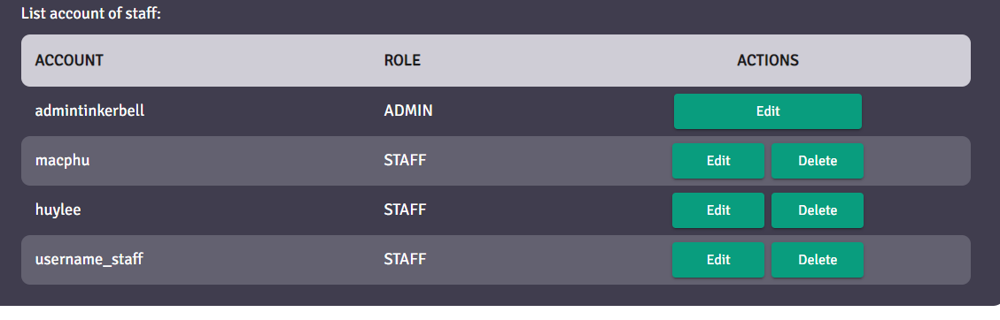 List account of staff:
ACCOUNT ROLE ACTIONS
admintinkerbell ADMIN Edit
macphu STAFF Edit Delete
huylee STAFF Edit Delete
username_staff STAFF Edit Delete